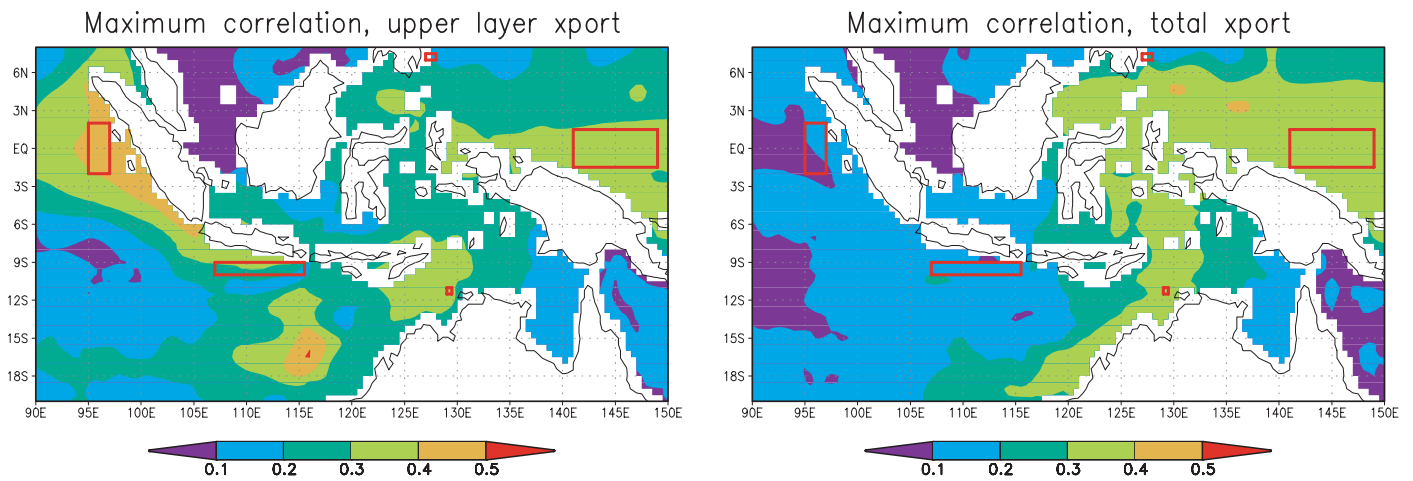 Maximum correlation, upper layer xport
6N
3N
EQ
3S
6S
9S
12S
15S
18S
90E 95E 100E 105E 110E 115E 120E 125E 130E 135E 140E 145E 150E
0.1 0.2 0.3 0.4 0.5
Maximum correlation, total xport
6N
3N
EQ
3S
6S
9S
12S
15S
18S
90E 95E 100E 105E 110E 115E 120E 125E 130E 135E 140E 145E 150E
0.1 0.2 0.3 0.4 0.5